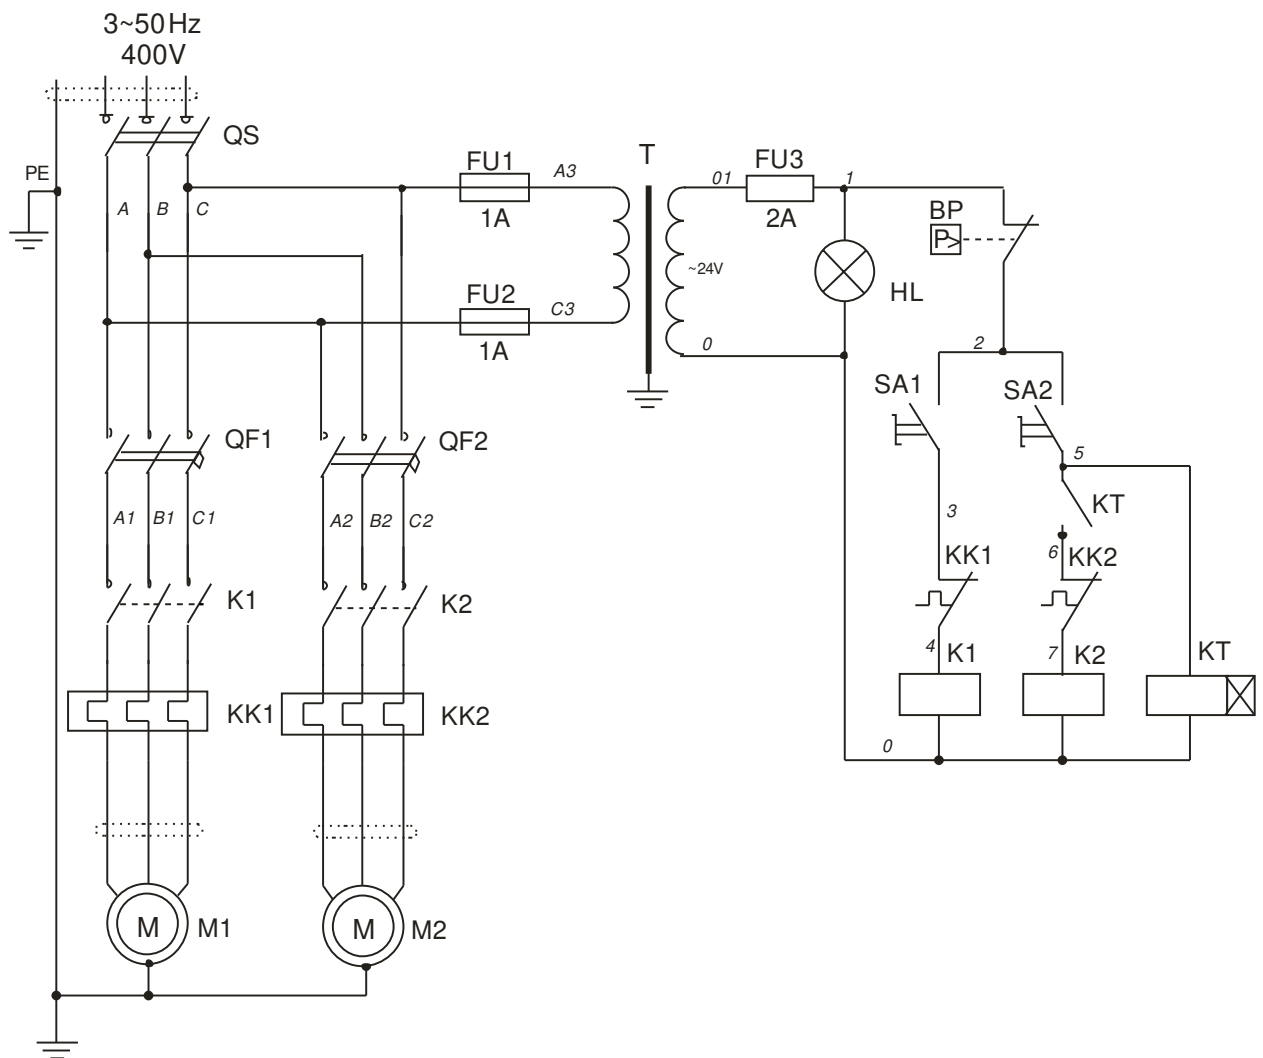 3~50Hz
400V
QS
PE
A B C
FU1
A3
1A
T
01
FU3
1
2A
BP
P>
~24V
HL
FU2
C3
1A
0
2
SA1
SA2
QF1
QF2
5
A1 B1 C1
A2 B2 C2
3
KT
6
KK1
KK2
K1
K2
4
K1
7
K2
KT
KK1
KK2
0
M
M1
M
M2